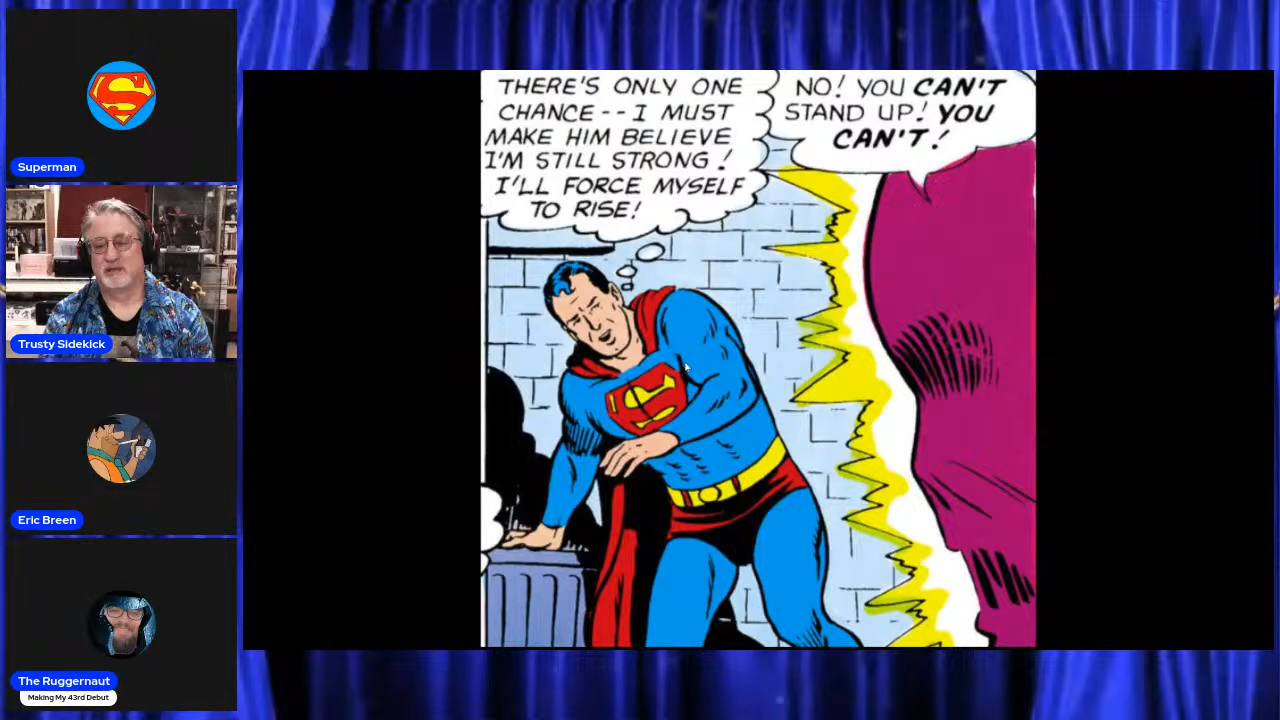 Superman
Trusty Sidekick
Eric Breen
The Ruggernaut
Making My 43rd Debut
THERE'S ONLY ONE
CHANCE--I MUST
MAKE HIM BELIEVE
I'M STILL STRONG!
I'LL FORCE MYSELF
TO RISE!
NO! YOU CAN'T
STAND UP! YOU
CAN'T!